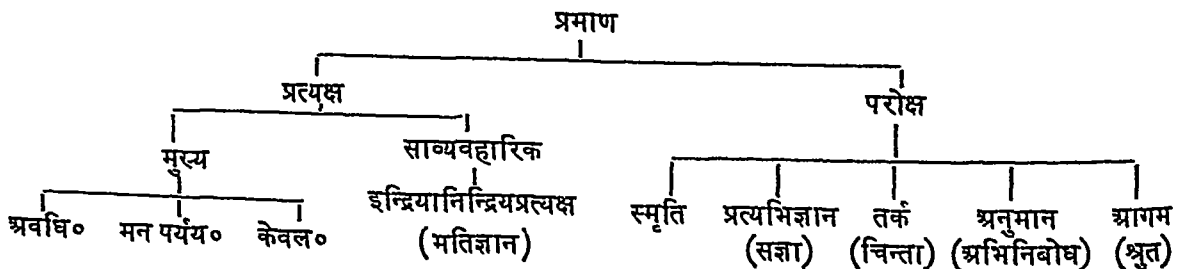 प्रमाण
प्रत्यक्ष परोक्ष
मुख्य साव्यवहारिक
अवधि० मन पर्यय० केवल० इन्द्रियानिन्द्रियप्रत्यक्ष स्मृति प्रत्यभिज्ञान तर्क अनुमान आगम
(मतिज्ञान) (सज्ञा) (चिन्ता) (अभिनिबोध) (श्रुत)